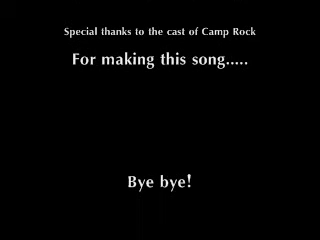 Special thanks to the cast of Camp Rock
For making this song.....
Bye bye!